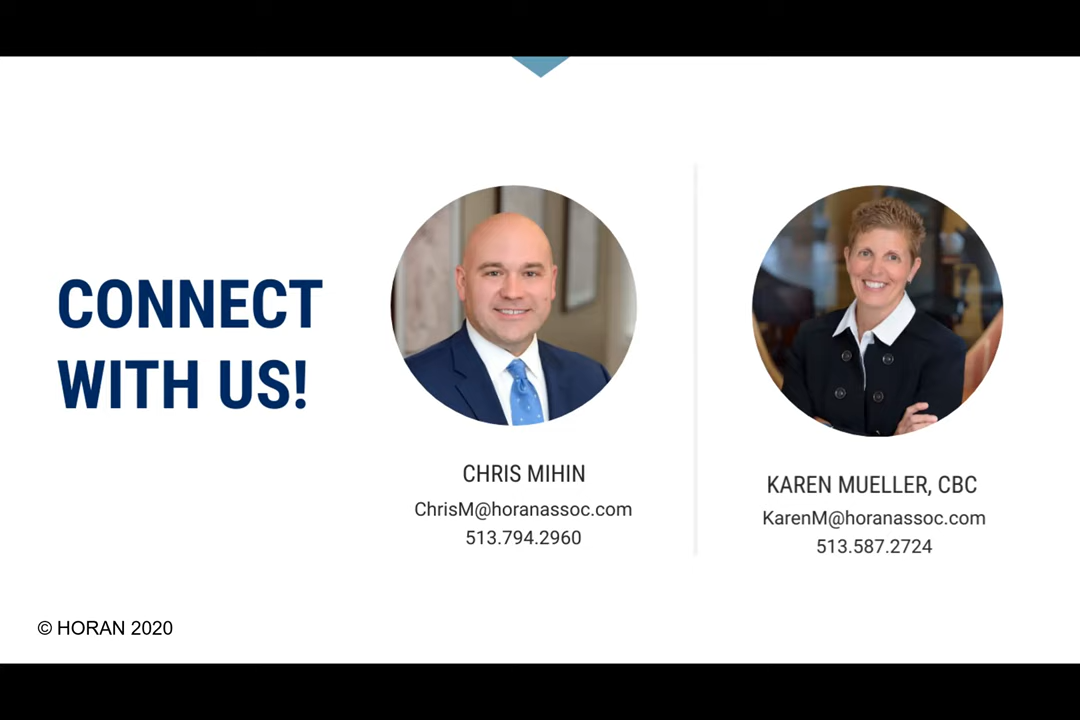 CONNECT
WITH US!
CHRIS MIHIN
ChrisM@horanassoc.com
513.794.2960
KAREN MUELLER, CBC
KarenM@horanassoc.com
513.587.2724
© HORAN 2020